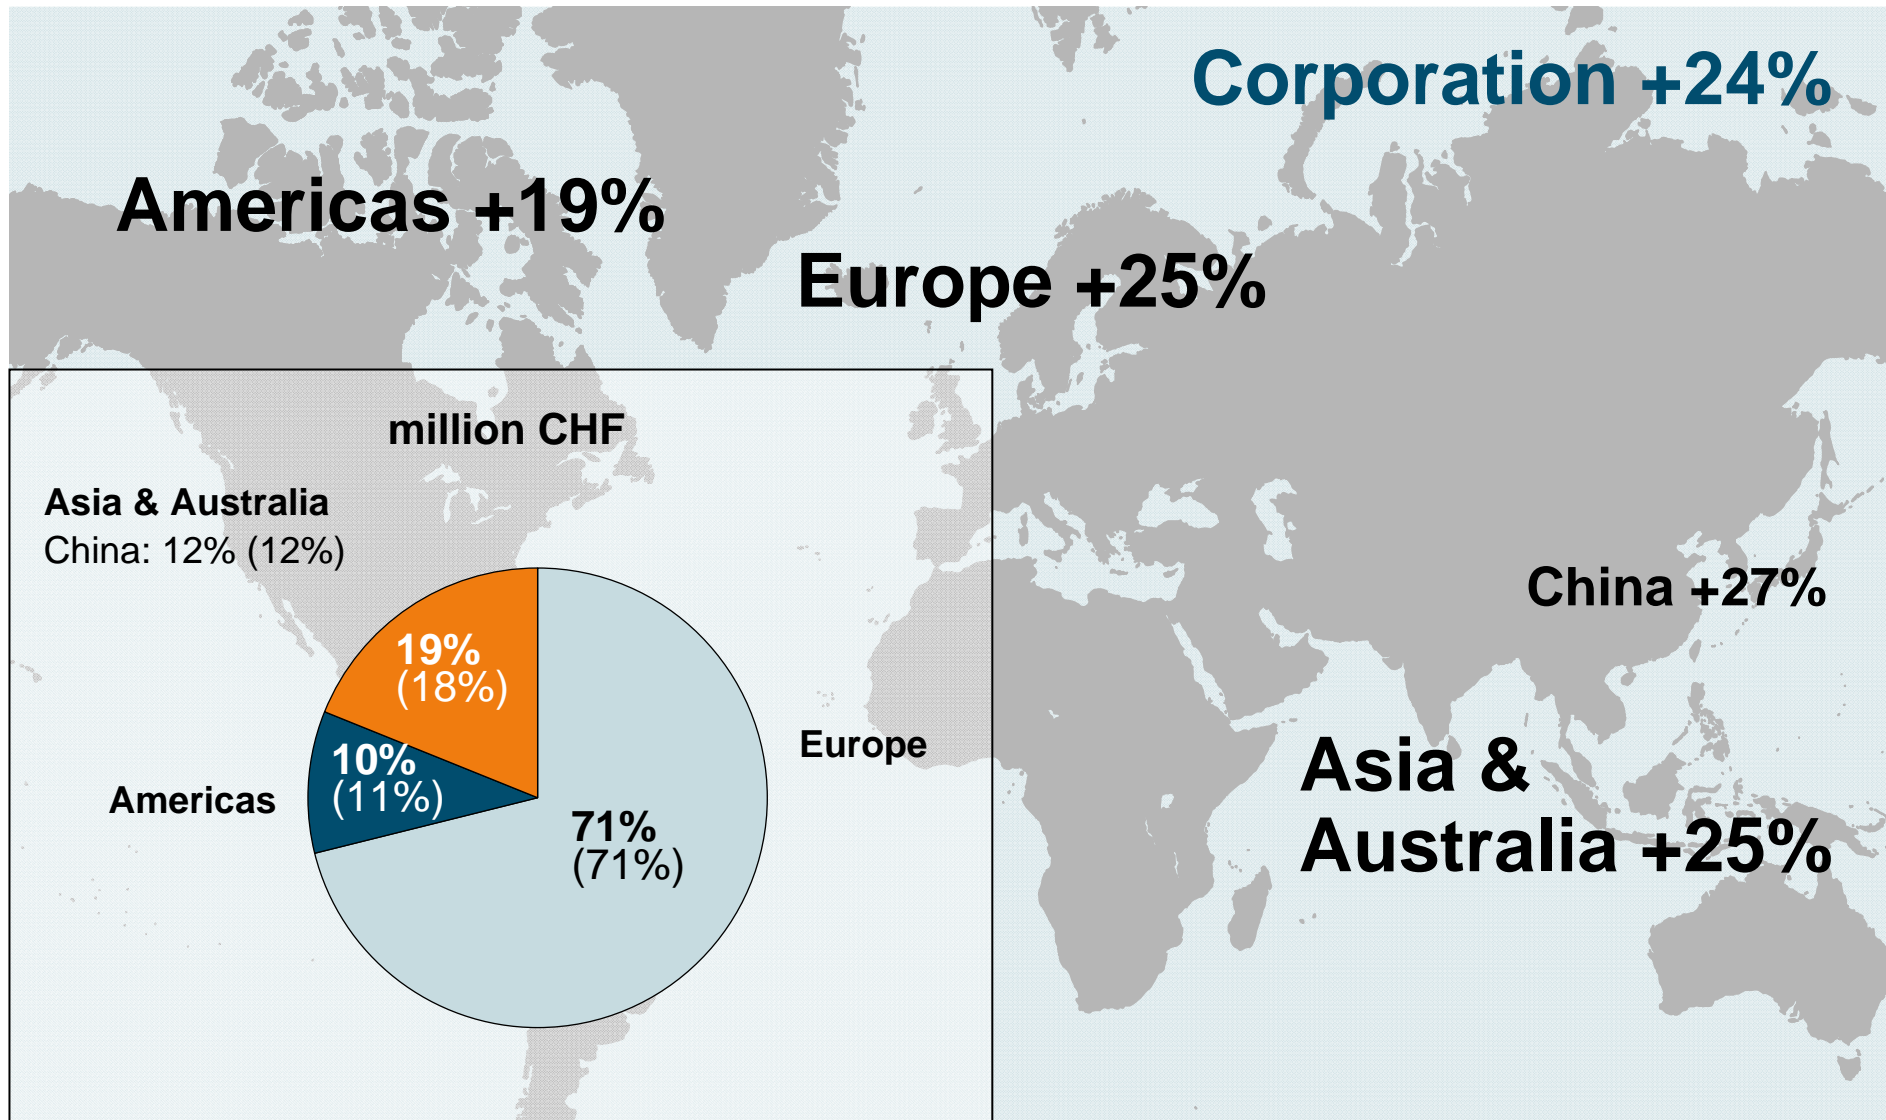 Corporation +24%
Americas +19%
Europe +25%
million CHF
Asia & Australia
China: 12% (12%)
China +27%
19%
(18%)
Europe
Asia &
Australia +25%
10%
(11%)
Americas
71%
(71%)